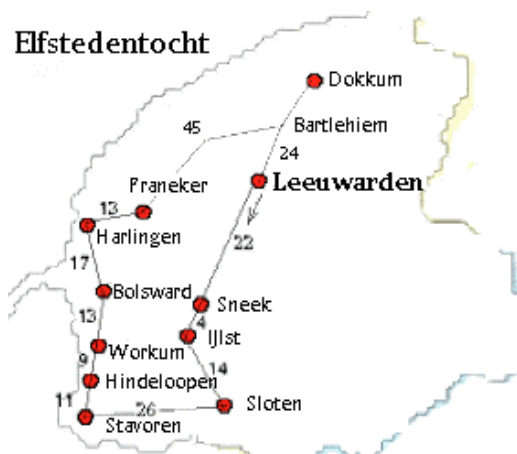 Elfstedentocht
Dokkum
Bartlehiem
45
24
Leeuwarden
Franeker
13
Harlingen
22
17
Bolsward
Sneek
13
4
IJlst
Workum
9
14
Hindeloopen
11
26
Sloten
Stavoren